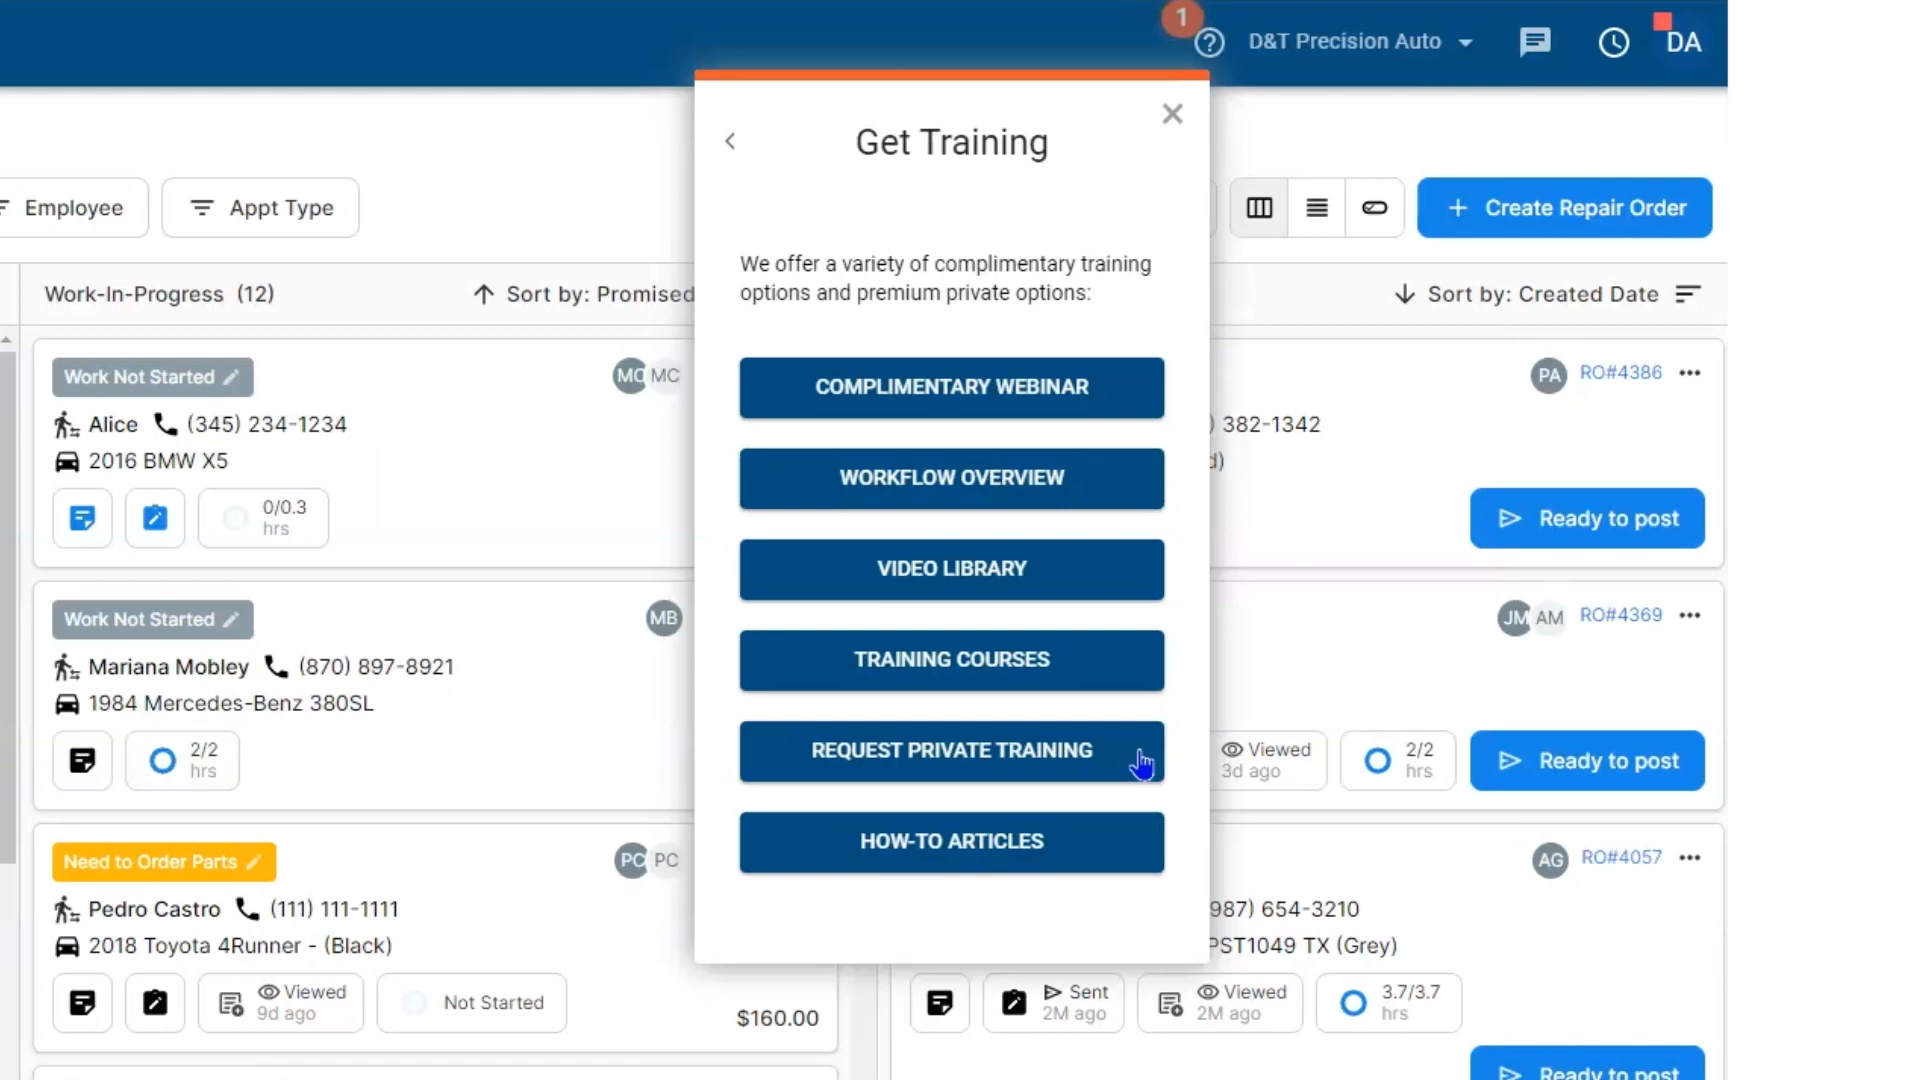 1
D&T Precision Auto
DA
Employee
Appt Type
Create Repair Order
Work-In-Progress (12)
Sort by: Promised
Sort by: Created Date
Get Training
We offer a variety of complimentary training
options and premium private options:
COMPLIMENTARY WEBINAR
WORKFLOW OVERVIEW
VIDEO LIBRARY
TRAINING COURSES
REQUEST PRIVATE TRAINING
HOW-TO ARTICLES
Work Not Started
MC MC
Alice (345) 234-1234
2016 BMW X5
0/0.3
hrs
Work Not Started
MB
Mariana Mobley (870) 897-8921
1984 Mercedes-Benz 380SL
2/2
hrs
Need to Order Parts
PC PC
Pedro Castro (111) 111-1111
2018 Toyota 4Runner - (Black)
Viewed
9d ago
Not Started
$160.00
PA RO#4386
) 382-1342
d)
Ready to post
JM AM RO#4369
Viewed
3d ago
2/2
hrs
Ready to post
AG RO#4057
987) 654-3210
PST1049 TX (Grey)
Sent
2M ago
Viewed
2M ago
3.7/3.7
hrs
Ready to post